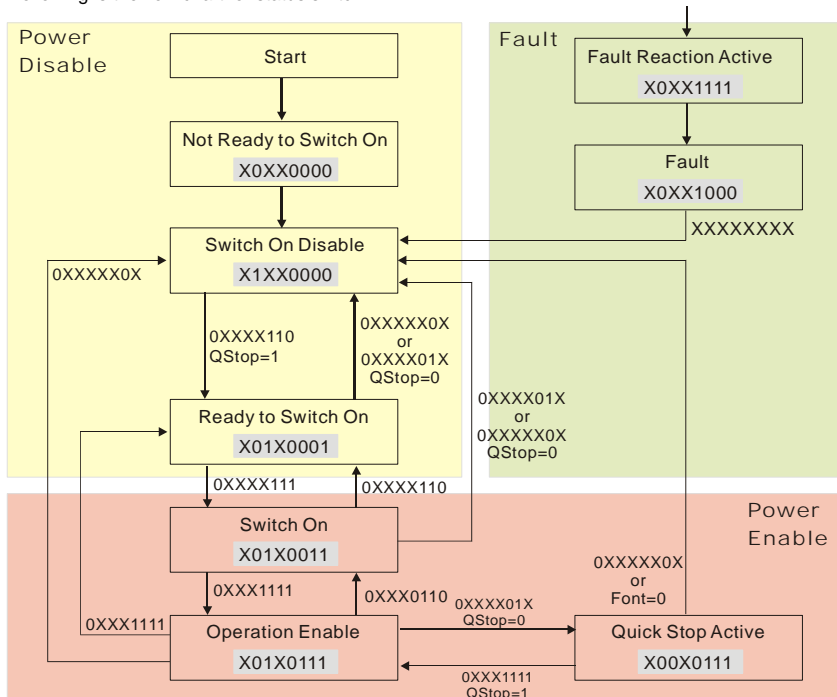 Power
Disable
Start
Not Ready to Switch On
X0XX0000
Switch On Disable
X1XX0000
0XXXXX0X
0XXXX110
QStop=1
0XXXXX0X
or
0XXXX01X
QStop=0
Ready to Switch On
X01X0001
0XXXX111
0XXXX110
Fault
Fault Reaction Active
X0XX1111
Fault
X0XX1000
XXXXXXXX
0XXXX01X
or
0XXXXX0X
QStop=0
Power
Enable
Switch On
X01X0011
0XXX1111
0XXX0110
0XXX1111
Operation Enable
X01X0111
0XXXX01X
QStop=0
0XXX1111
QStop=1
0XXXXX0X
or
Font=0
Quick Stop Active
X00X0111